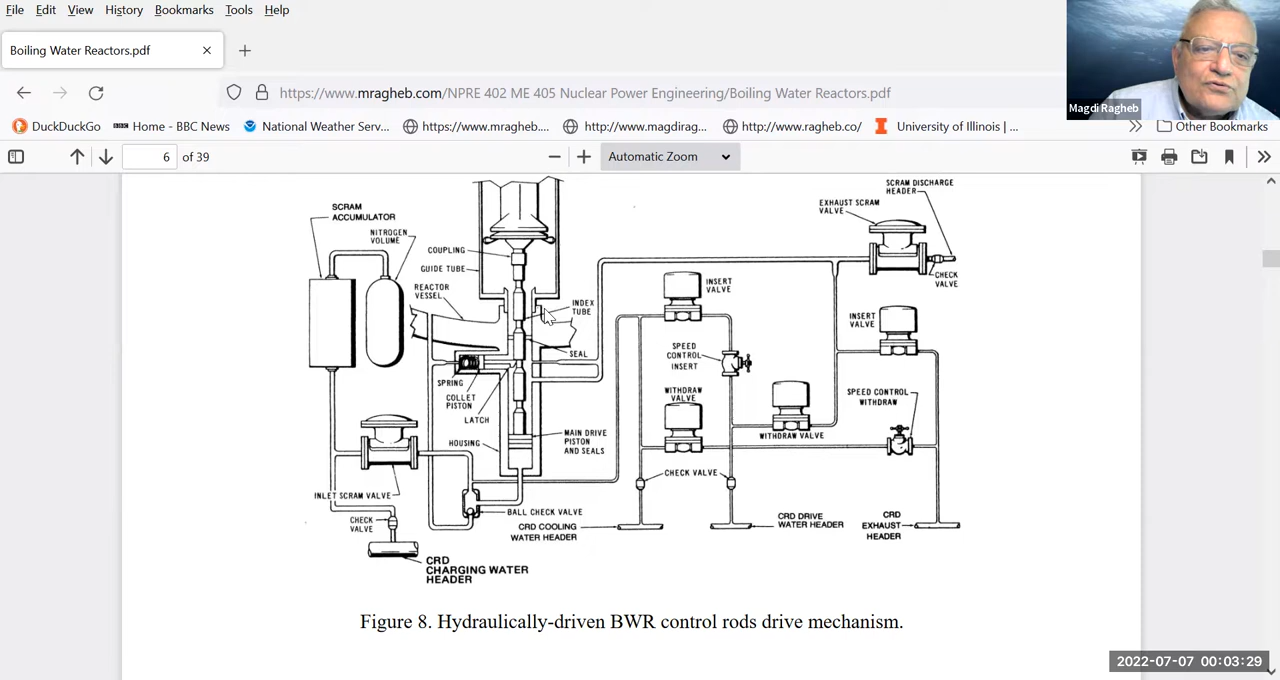 File Edit View History Bookmarks Tools Help
Boiling Water Reactors.pdf
https://www.mragheb.com/NPRE 402 ME 405 Nuclear Power Engineering/Boiling Water Reactors.pdf
Magdi Ragheb
DuckDuckGo
BBC Home - BBC News
National Weather Serv...
https://www.mragheb....
http://www.magdirag...
http://www.ragheb.co/
University of Illinois | ...
Other Bookmarks
6 of 39
Automatic Zoom
SCRAM
ACCUMULATOR
NITROGEN
VOLUME
COUPLING
GUIDE TUBE
REACTOR
VESSEL
INDEX
TUBE
SEAL
SPRING
COLLET
PISTON
LATCH
HOUSING
MAIN DRIVE
PISTON
AND SEALS
INLET SCRAM VALVE
CHECK
VALVE
BALL CHECK VALVE
CRD
CHARGING WATER
HEADER
SCRAM DISCHARGE
HEADER
EXHAUST SCRAM
VALVE
CHECK
VALVE
INSERT
VALVE
INSERT
VALVE
SPEED
CONTROL
INSERT
WITHDRAW
VALVE
WITHDRAW VALVE
SPEED CONTROL
WITHDRAW
CHECK VALVE
CRD COOLING
WATER HEADER
CRD DRIVE
WATER HEADER
CRD
EXHAUST
HEADER
Figure 8. Hydraulically-driven BWR control rods drive mechanism.
2022-07-07 00:03:29